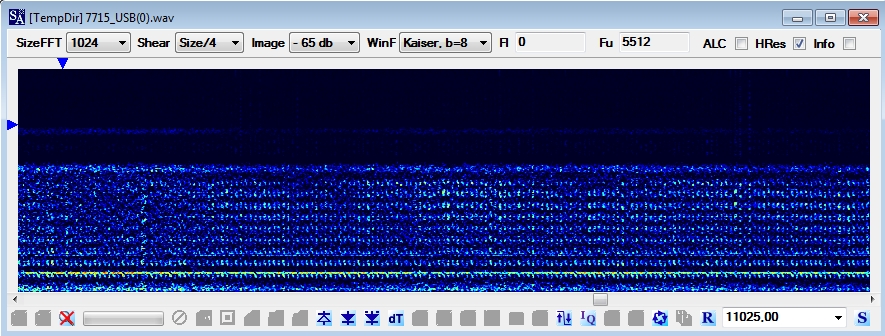 SA [TempDir] 7715_USB(0).wav
SizeFFT 1024 Shear Size/4 Image - 65 db WinF Kaiser, b=8 Fl 0 Fu 5512 ALC HRes Info
dT IQ R 11025,00 S